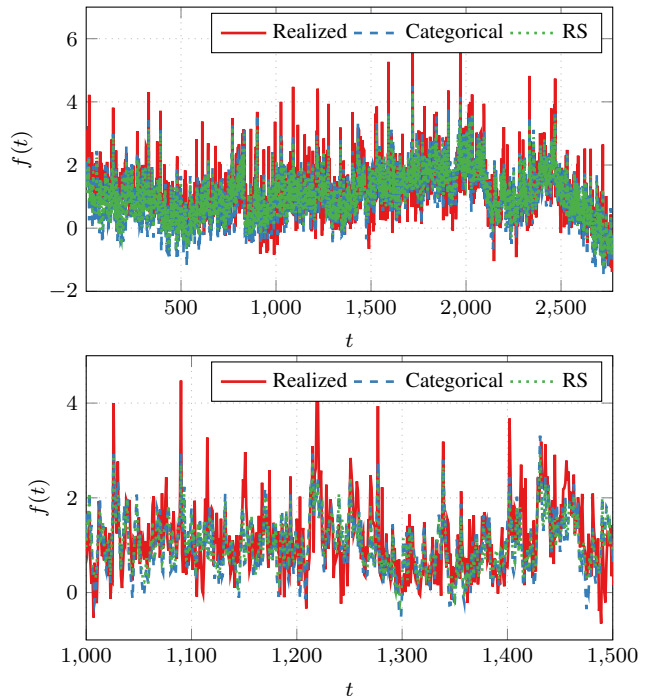 Realized Categorical RS
6
4
2
0
−2
f(t)
500 1,000 1,500 2,000 2,500
t
Realized Categorical RS
4
2
0
f(t)
1,000 1,100 1,200 1,300 1,400 1,500
t